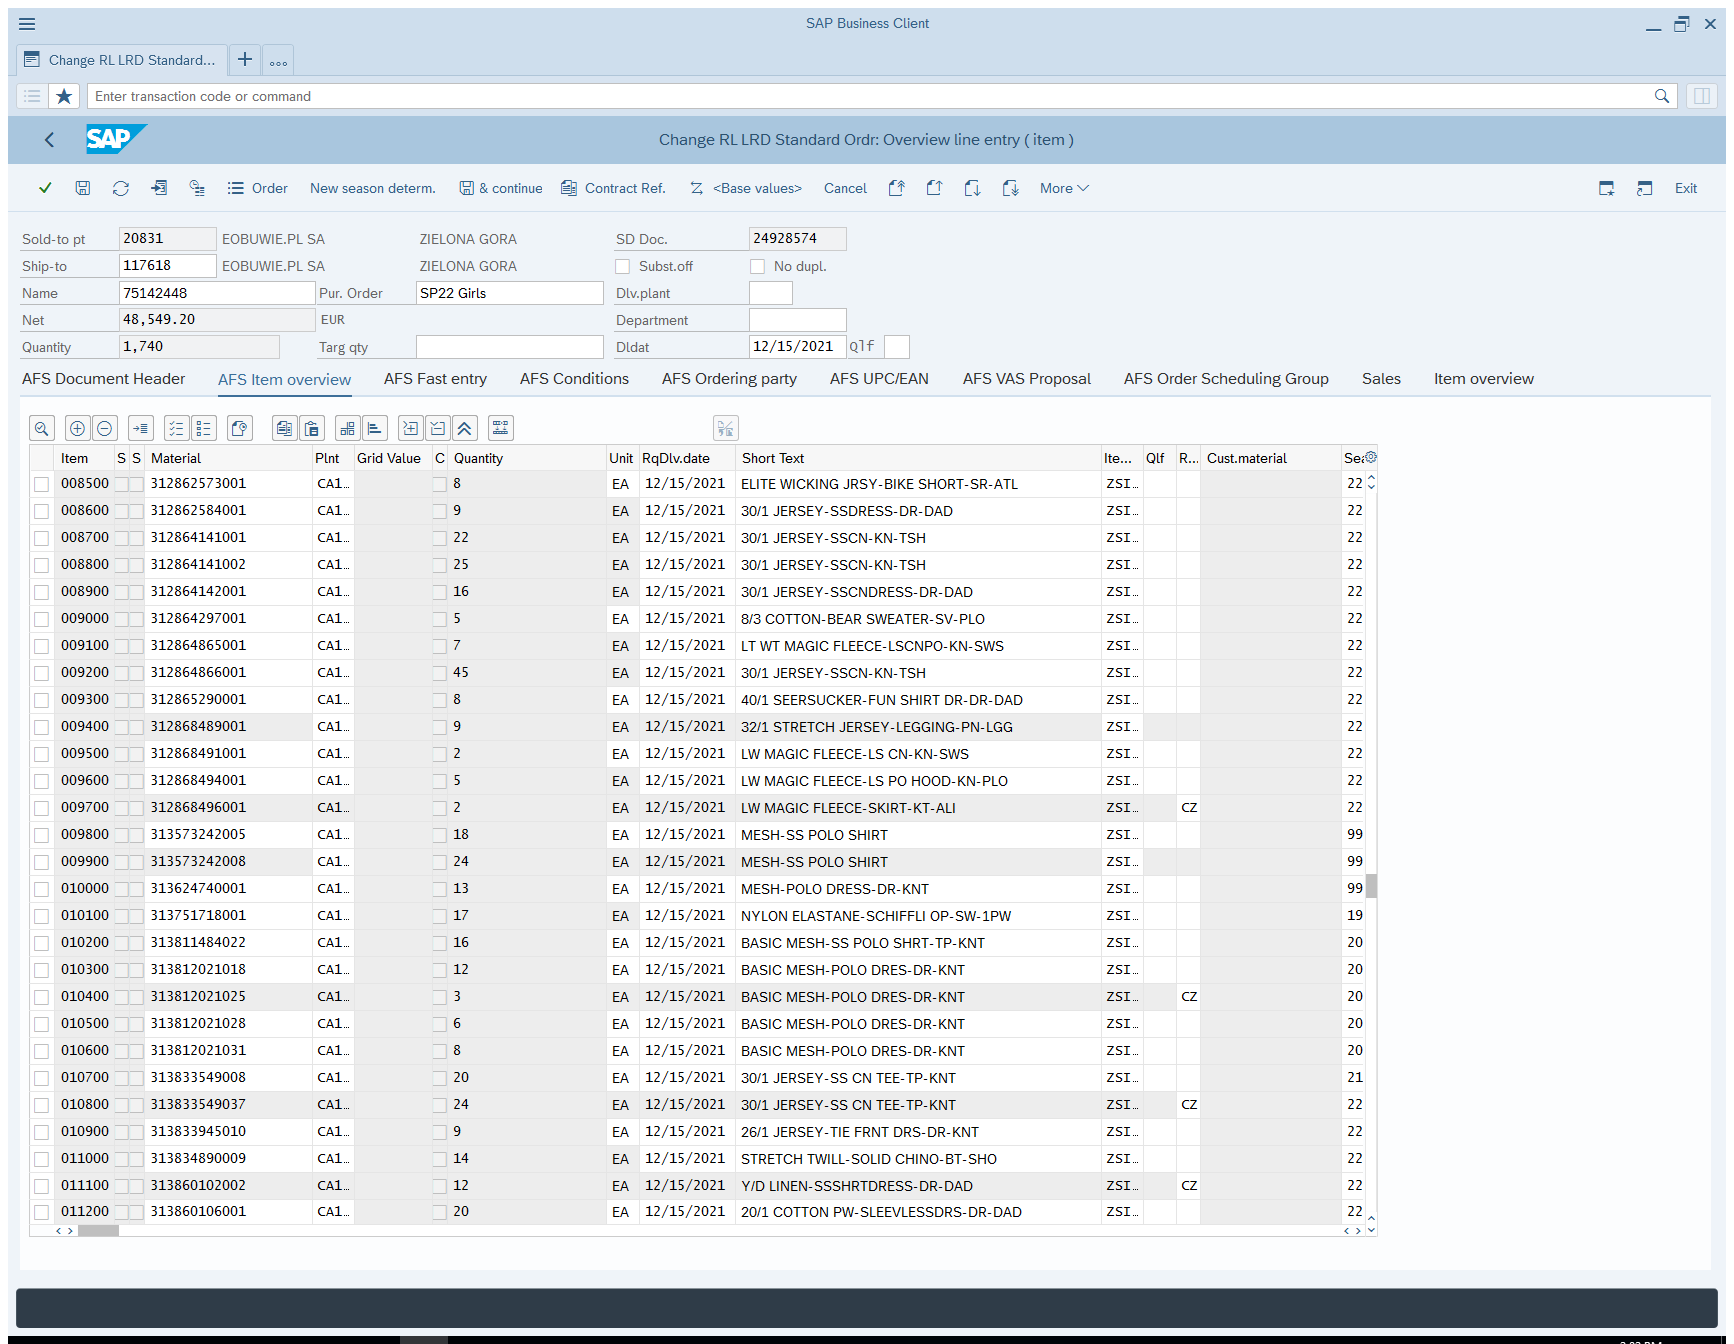 SAP Business Client
Change RL LRD Standard...
Enter transaction code or command
SAP
Change RL LRD Standard Ordr: Overview line entry ( item )
Order New season determ. & continue Contract Ref. <Base values> Cancel More Exit
Sold-to pt 20831 EOBUWIE.PL SA ZIELONA GORA SD Doc. 24928574
Ship-to 117618 EOBUWIE.PL SA ZIELONA GORA Subst.off No dupl.
Name 75142448 Pur. Order SP22 Girls Dlv.plant
Net 48,549.20 EUR Department
Quantity 1,740 Targ qty Dldat 12/15/2021 Qlf
AFS Document Header AFS Item overview AFS Fast entry AFS Conditions AFS Ordering party AFS UPC/EAN AFS VAS Proposal AFS Order Scheduling Group Sales Item overview
Item S S Material Plnt Grid Value C Quantity Unit RqDlv.date Short Text Ite... Qlf R... Cust.material Sea
008500 312862573001 CA1... 8 EA 12/15/2021 ELITE WICKING JRSY-BIKE SHORT-SR-ATL ZSI... 22
008600 312862584001 CA1... 9 EA 12/15/2021 30/1 JERSEY-SSDRESS-DR-DAD ZSI... 22
008700 312864141001 CA1... 22 EA 12/15/2021 30/1 JERSEY-SSCN-KN-TSH ZSI... 22
008800 312864141002 CA1... 25 EA 12/15/2021 30/1 JERSEY-SSCN-KN-TSH ZSI... 22
008900 312864142001 CA1... 16 EA 12/15/2021 30/1 JERSEY-SSCNDRESS-DR-DAD ZSI... 22
009000 312864297001 CA1... 5 EA 12/15/2021 8/3 COTTON-BEAR SWEATER-SV-PLO ZSI... 22
009100 312864865001 CA1... 7 EA 12/15/2021 LT WT MAGIC FLEECE-LSCNPO-KN-SWS ZSI... 22
009200 312864866001 CA1... 45 EA 12/15/2021 30/1 JERSEY-SSCN-KN-TSH ZSI... 22
009300 312865290001 CA1... 8 EA 12/15/2021 40/1 SEERSUCKER-FUN SHIRT DR-DR-DAD ZSI... 22
009400 312868489001 CA1... 9 EA 12/15/2021 32/1 STRETCH JERSEY-LEGGING-PN-LGG ZSI... 22
009500 312868491001 CA1... 2 EA 12/15/2021 LW MAGIC FLEECE-LS CN-KN-SWS ZSI... 22
009600 312868494001 CA1... 5 EA 12/15/2021 LW MAGIC FLEECE-LS PO HOOD-KN-PLO ZSI... 22
009700 312868496001 CA1... 2 EA 12/15/2021 LW MAGIC FLEECE-SKIRT-KT-ALI ZSI... CZ 22
009800 313573242005 CA1... 18 EA 12/15/2021 MESH-SS POLO SHIRT ZSI... 99
009900 313573242008 CA1... 24 EA 12/15/2021 MESH-SS POLO SHIRT ZSI... 99
010000 313624740001 CA1... 13 EA 12/15/2021 MESH-POLO DRESS-DR-KNT ZSI... 99
010100 313751718001 CA1... 17 EA 12/15/2021 NYLON ELASTANE-SCHIFFLI OP-SW-1PW ZSI... 19
010200 313811484022 CA1... 16 EA 12/15/2021 BASIC MESH-SS POLO SHRT-TP-KNT ZSI... 20
010300 313812021018 CA1... 12 EA 12/15/2021 BASIC MESH-POLO DRES-DR-KNT ZSI... 20
010400 313812021025 CA1... 3 EA 12/15/2021 BASIC MESH-POLO DRES-DR-KNT ZSI... CZ 20
010500 313812021028 CA1... 6 EA 12/15/2021 BASIC MESH-POLO DRES-DR-KNT ZSI... 20
010600 313812021031 CA1... 8 EA 12/15/2021 BASIC MESH-POLO DRES-DR-KNT ZSI... 20
010700 313833549008 CA1... 20 EA 12/15/2021 30/1 JERSEY-SS CN TEE-TP-KNT ZSI... 21
010800 313833549037 CA1... 24 EA 12/15/2021 30/1 JERSEY-SS CN TEE-TP-KNT ZSI... CZ 22
010900 313833945010 CA1... 9 EA 12/15/2021 26/1 JERSEY-TIE FRNT DRS-DR-KNT ZSI... 22
011000 313834890009 CA1... 14 EA 12/15/2021 STRETCH TWILL-SOLID CHINO-BT-SHO ZSI... 22
011100 313860102002 CA1... 12 EA 12/15/2021 Y/D LINEN-SSSHRTDRESS-DR-DAD ZSI... CZ 22
011200 313860106001 CA1... 20 EA 12/15/2021 20/1 COTTON PW-SLEEVLESSDRS-DR-DAD ZSI... 22